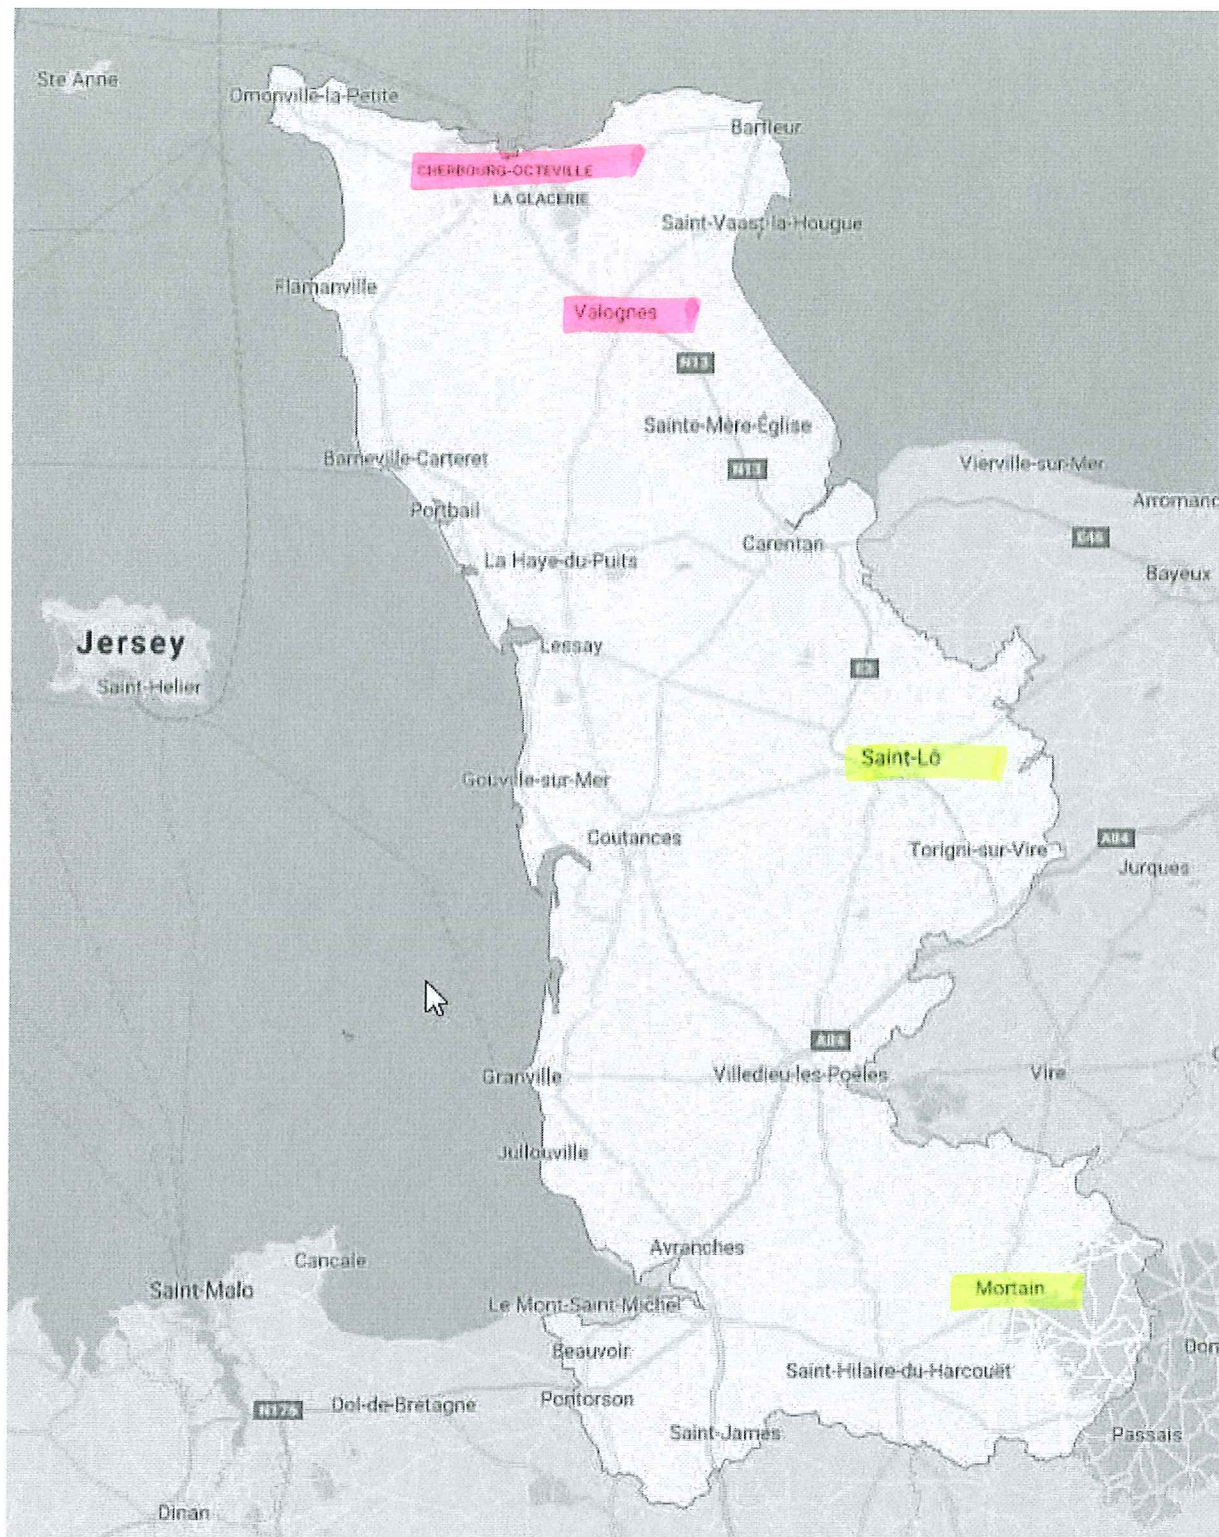 Ste Anne
Omonville-la-Petite
Barfleur
CHERBOURG-OCTEVILLE
LA GLACERIE
Saint-Vaast-la-Hougue
Flamanville
Valognes
N13
Sainte-Mère-Église
Barneville-Carteret
Vierville-sur-Mer
N13
Arromanc
Portbail
E46
Carentan
La Haye-du-Puits
Bayeux
Jersey
Lessay
E3
Saint-Helier
Saint-Lô
Gouville-sur-Mer
Coutances
A84
Torigni-sur-Vire
Jurques
A84
Granville
Villedieu-les-Poêles
Vire
Jullouville
Avranches
Cancale
Saint-Malo
Mortain
Le Mont-Saint-Michel
Beauvoir
Don
Saint-Hilaire-du-Harcouët
Pontorson
N176
Dol-de-Bretagne
Saint-James
Passais
Dinan